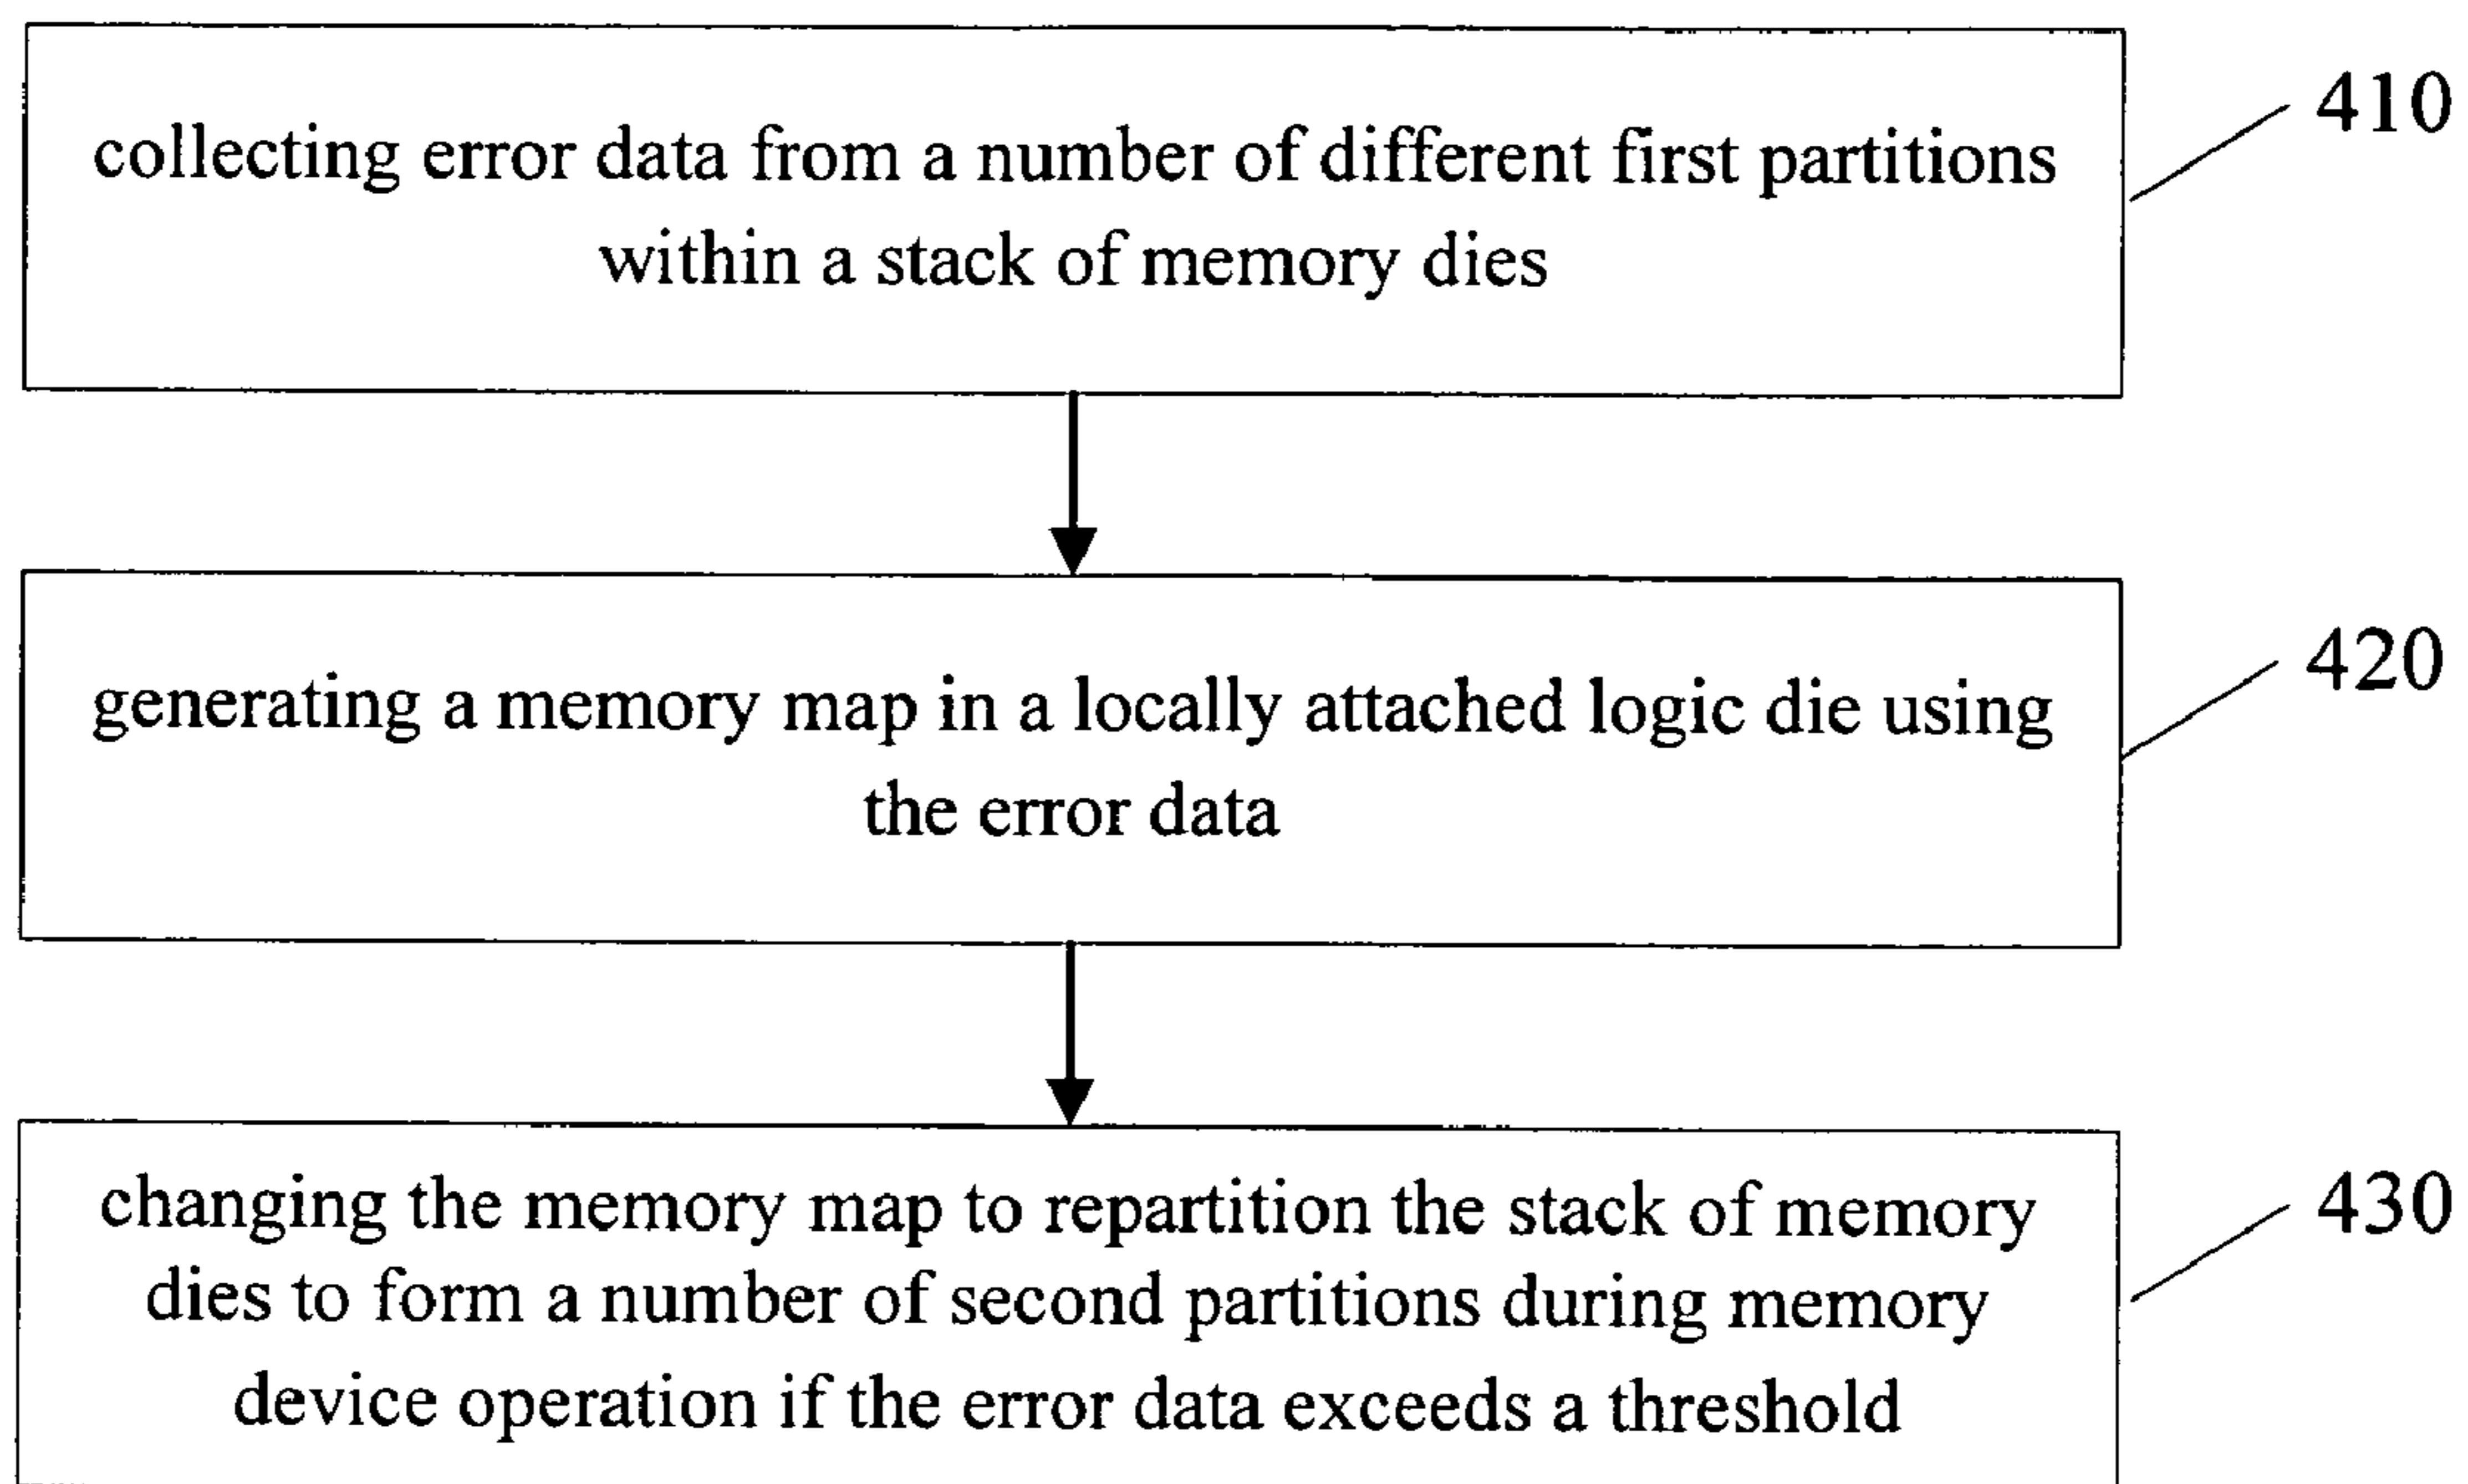 collecting error data from a number of different first partitions
within a stack of memory dies
410
generating a memory map in a locally attached logic die using
the error data
420
changing the memory map to repartition the stack of memory
dies to form a number of second partitions during memory
device operation if the error data exceeds a threshold
430